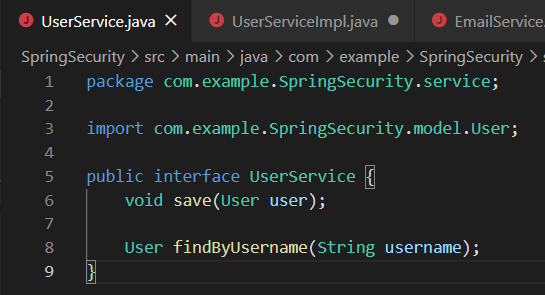 UserService.java × UserServiceImpl.java ● EmailService.
SpringSecurity > src > main > java > com > example > SpringSecurity > s
1 package com.example.SpringSecurity.service;
2
3 import com.example.SpringSecurity.model.User;
4
5 public interface UserService {
6     void save(User user);
7
8     User findByUsername(String username);
9 }